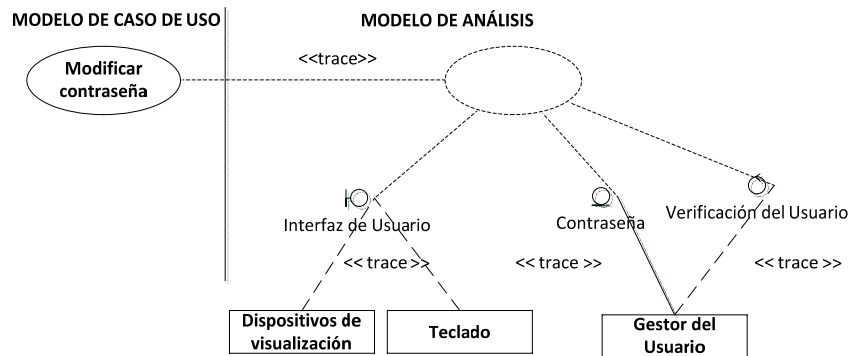 MODELO DE CASO DE USO
MODELO DE ANÁLISIS
<<trace>>
Modificar
contraseña
Interfaz de Usuario
Contraseña
Verificación del Usuario
<< trace >>
<< trace >>
<< trace >>
Dispositivos de
visualización
Teclado
Gestor del
Usuario